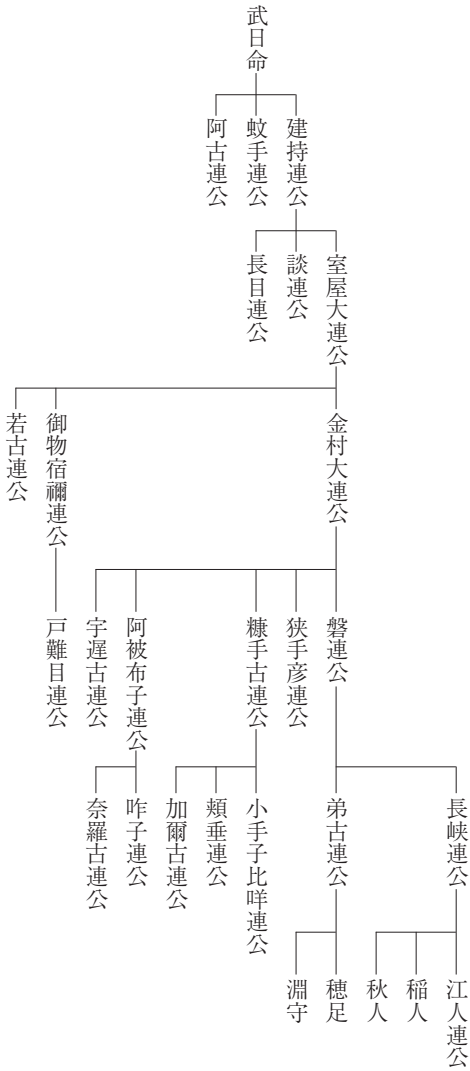 武日命
建持連公
蚊手連公
阿古連公
室屋大連公
談連公
長目連公
金村大連公
御物宿禰連公
若古連公
磐連公
狭手彦連公
糠手古連公
阿被布子連公
宇遅古連公
戸難目連公
長峡連公
弟古連公
小手子比咩連公
頬垂連公
加爾古連公
咋子連公
奈羅古連公
江人連公
稲人
秋人
穂足
淵守